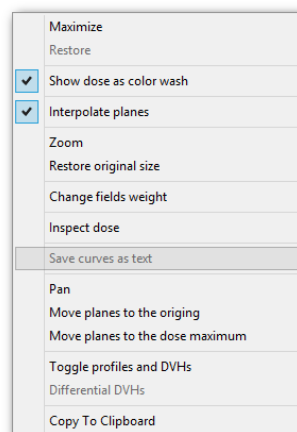 Maximize
Restore
Show dose as color wash
Interpolate planes
Zoom
Restore original size
Change fields weight
Inspect dose
Save curves as text
Pan
Move planes to the origing
Move planes to the dose maximum
Toggle profiles and DVHs
Differential DVHs
Copy To Clipboard